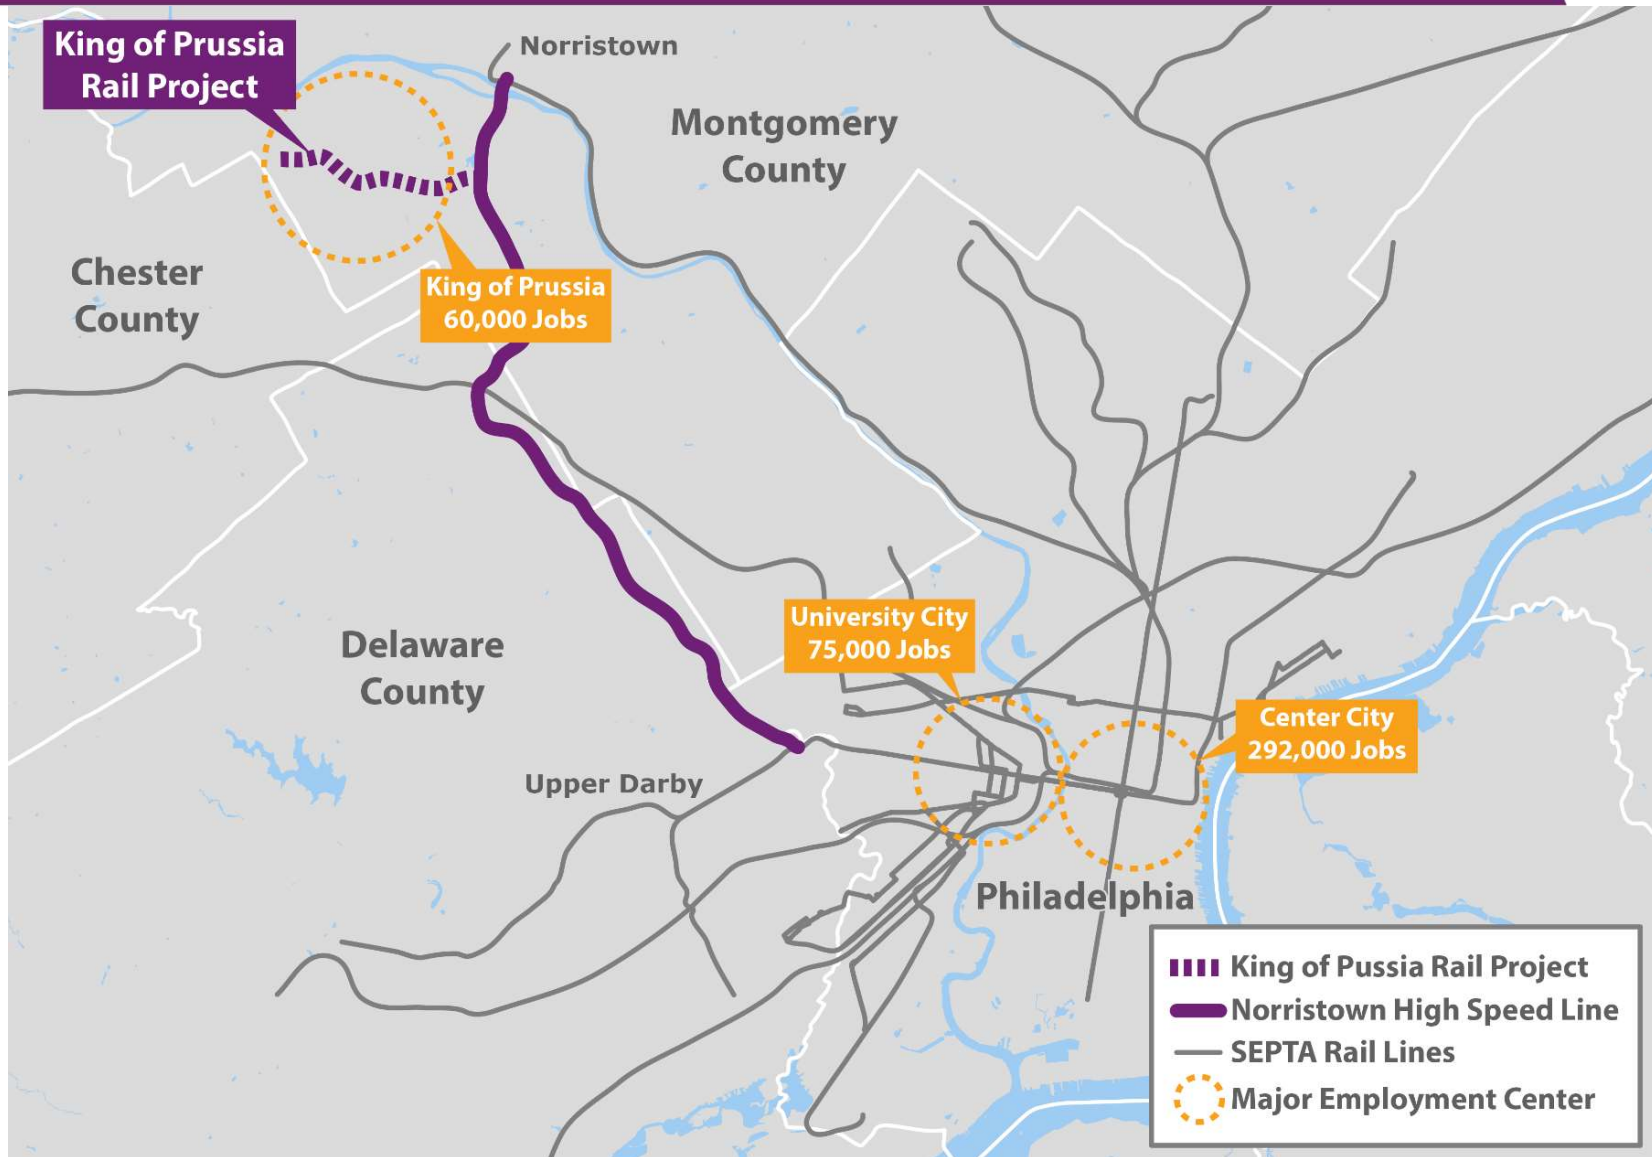 King of Prussia
Rail Project
Norristown
Montgomery
County
Chester
County
King of Prussia
60,000 Jobs
University City
75,000 Jobs
Delaware
County
Center City
292,000 Jobs
Upper Darby
Philadelphia
King of Pussia Rail Project
Norristown High Speed Line
SEPTA Rail Lines
Major Employment Center